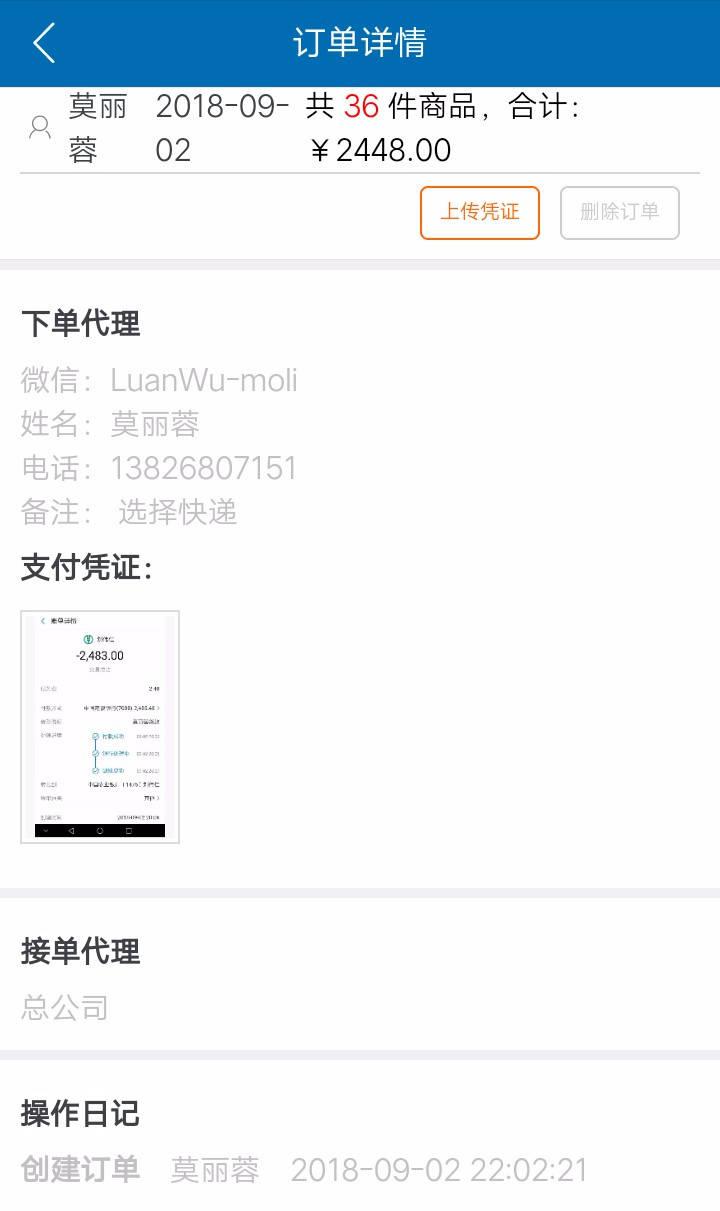 订单详情
莫丽 2018-09- 共 36 件商品，合计：
蓉 02 ￥2448.00
上传凭证 删除订单
下单代理
微信：LuanWu-moli
姓名：莫丽蓉
电话：13826807151
备注： 选择快递
支付凭证：
账单详情
-2,483.00
接单代理
总公司
操作日记
创建订单 莫丽蓉 2018-09-02 22:02:21